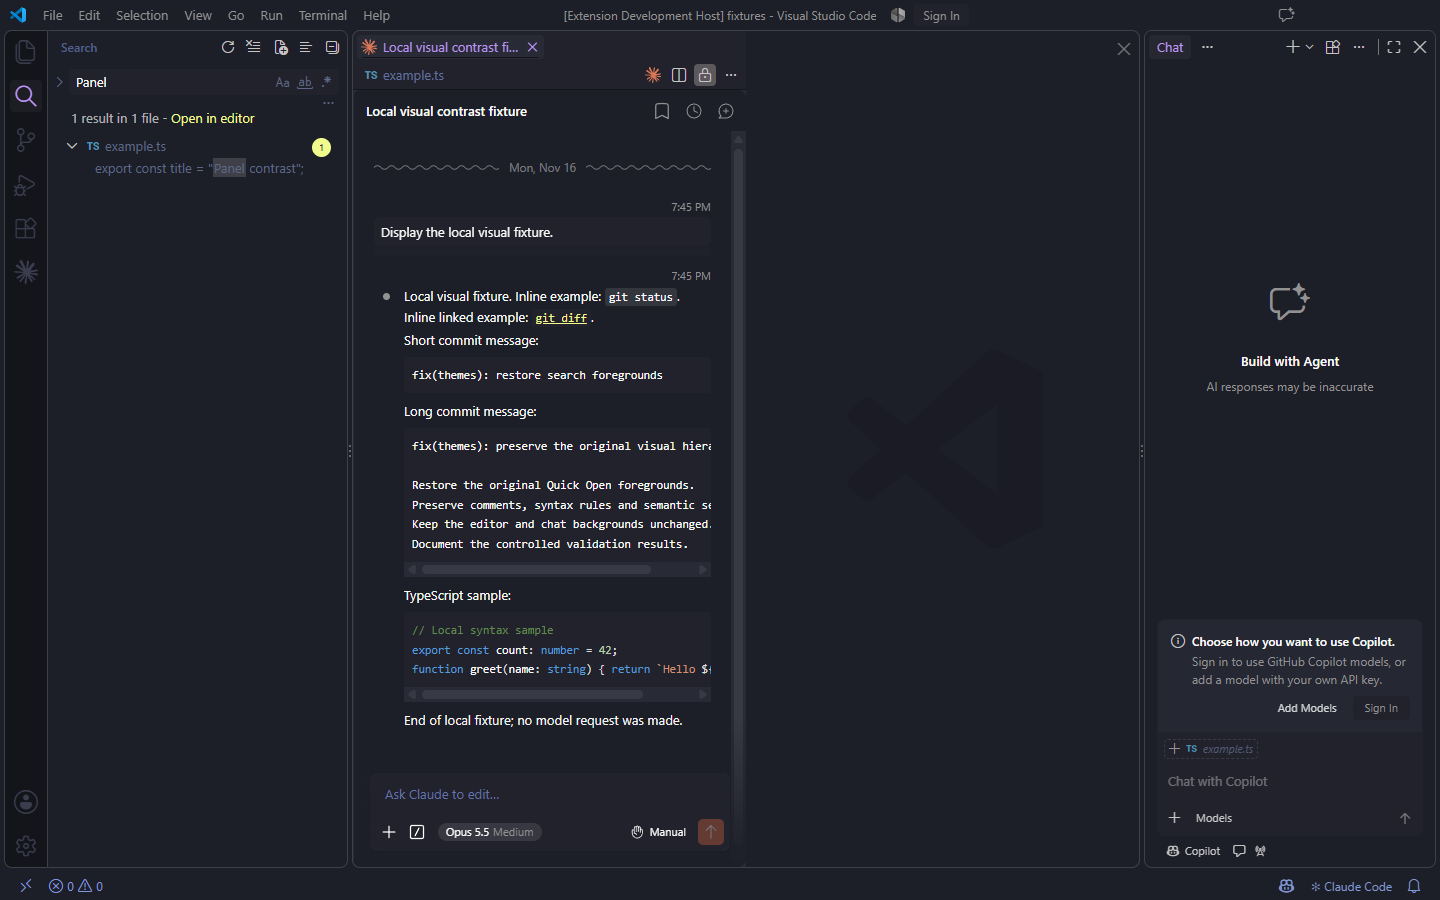 File Edit Selection View Go Run Terminal Help
[Extension Development Host] fixtures - Visual Studio Code
Sign In
Search
Panel
Aa ab .*
1 result in 1 file - Open in editor
TS example.ts
1
export const title = "Panel contrast";
Local visual contrast fi...
TS example.ts
Local visual contrast fixture
Mon, Nov 16
7:45 PM
Display the local visual fixture.
7:45 PM
Local visual fixture. Inline example: git status.
Inline linked example: git diff.
Short commit message:
fix(themes): restore search foregrounds
Long commit message:
fix(themes): preserve the original visual hiera
Restore the original Quick Open foregrounds.
Preserve comments, syntax rules and semantic se
Keep the editor and chat backgrounds unchanged.
Document the controlled validation results.
TypeScript sample:
// Local syntax sample
export const count: number = 42;
function greet(name: string) { return `Hello ${
End of local fixture; no model request was made.
Ask Claude to edit...
Opus 5.5 Medium
Manual
Chat
Build with Agent
AI responses may be inaccurate
Choose how you want to use Copilot.
Sign in to use GitHub Copilot models, or
add a model with your own API key.
Add Models Sign In
TS example.ts
Chat with Copilot
Models
Copilot
0 0
Claude Code